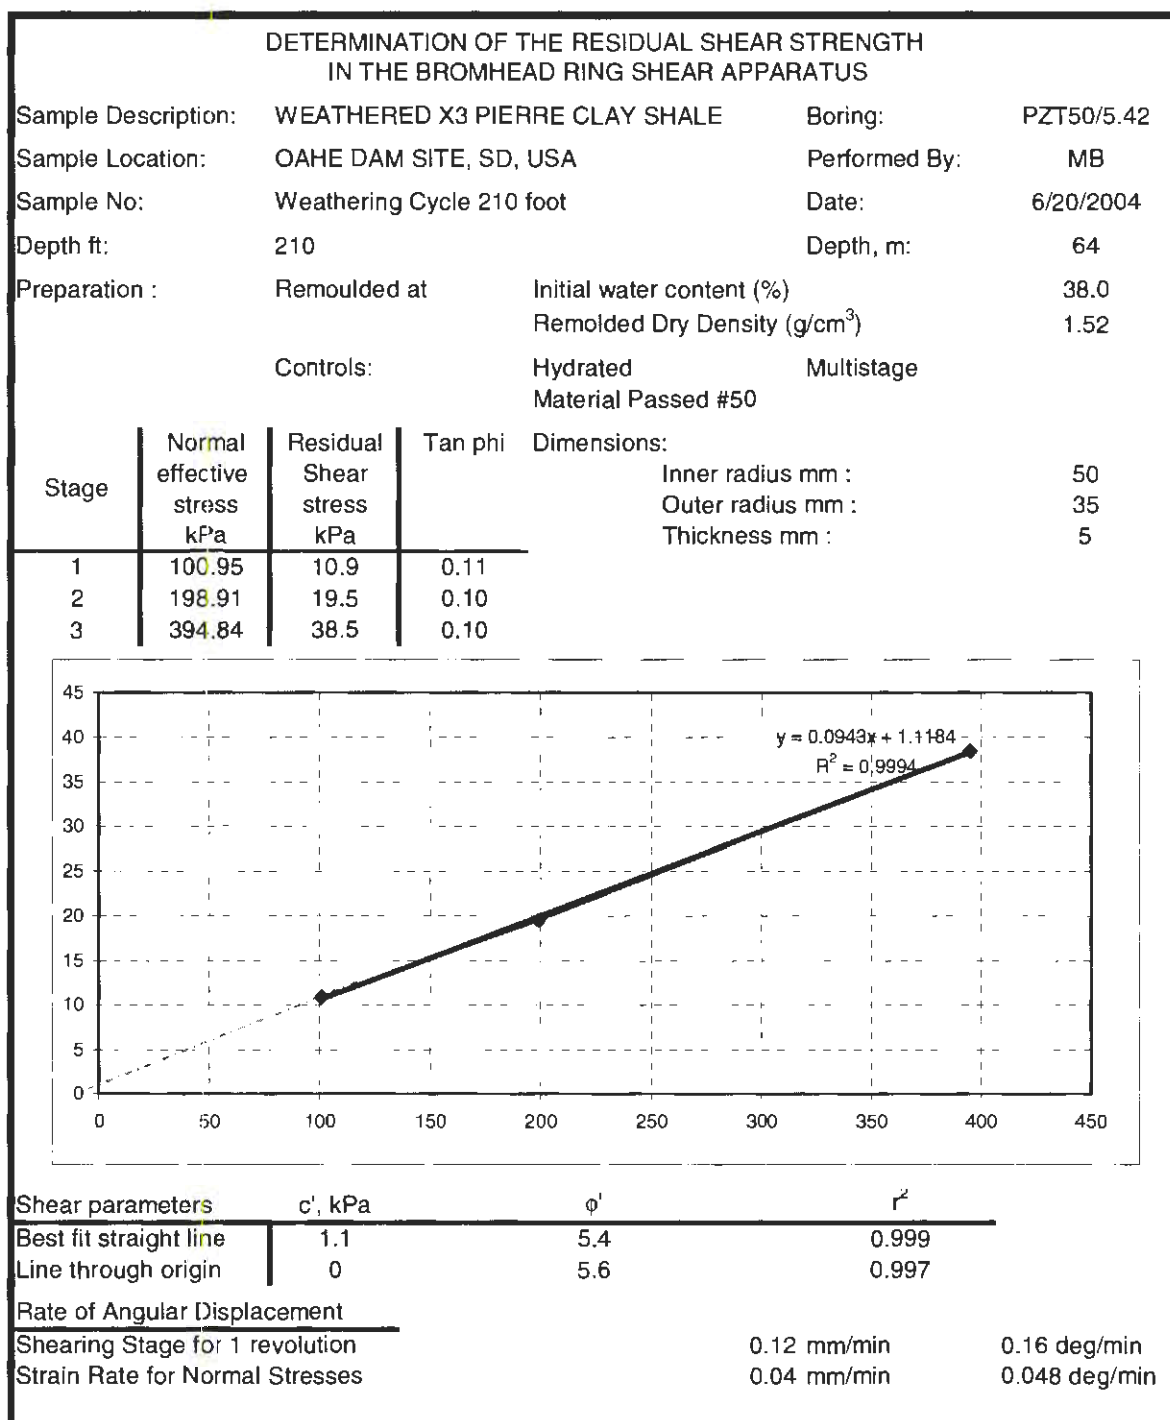 DETERMINATION OF THE RESIDUAL SHEAR STRENGTH
IN THE BROMHEAD RING SHEAR APPARATUS
Sample Description: WEATHERED X3 PIERRE CLAY SHALE Boring: PZT50/5.42
Sample Location: OAHE DAM SITE, SD, USA Performed By: MB
Sample No: Weathering Cycle 210 foot Date: 6/20/2004
Depth ft: 210 Depth, m: 64
Preparation : Remoulded at Initial water content (%) 38.0
Remolded Dry Density (g/cm³) 1.52
Controls: Hydrated Multistage
Material Passed #50
Stage Normal effective stress kPa Residual Shear stress kPa Tan phi
1 100.95 10.9 0.11
2 198.91 19.5 0.10
3 394.84 38.5 0.10
Dimensions:
Inner radius mm : 50
Outer radius mm : 35
Thickness mm : 5
45
40
35
30
25
20
15
10
5
0
y = 0.0943x + 1.1184
R² = 0.9994
0 50 100 150 200 250 300 350 400 450
Shear parameters c', kPa φ' r²
Best fit straight line 1.1 5.4 0.999
Line through origin 0 5.6 0.997
Rate of Angular Displacement
Shearing Stage for 1 revolution 0.12 mm/min 0.16 deg/min
Strain Rate for Normal Stresses 0.04 mm/min 0.048 deg/min